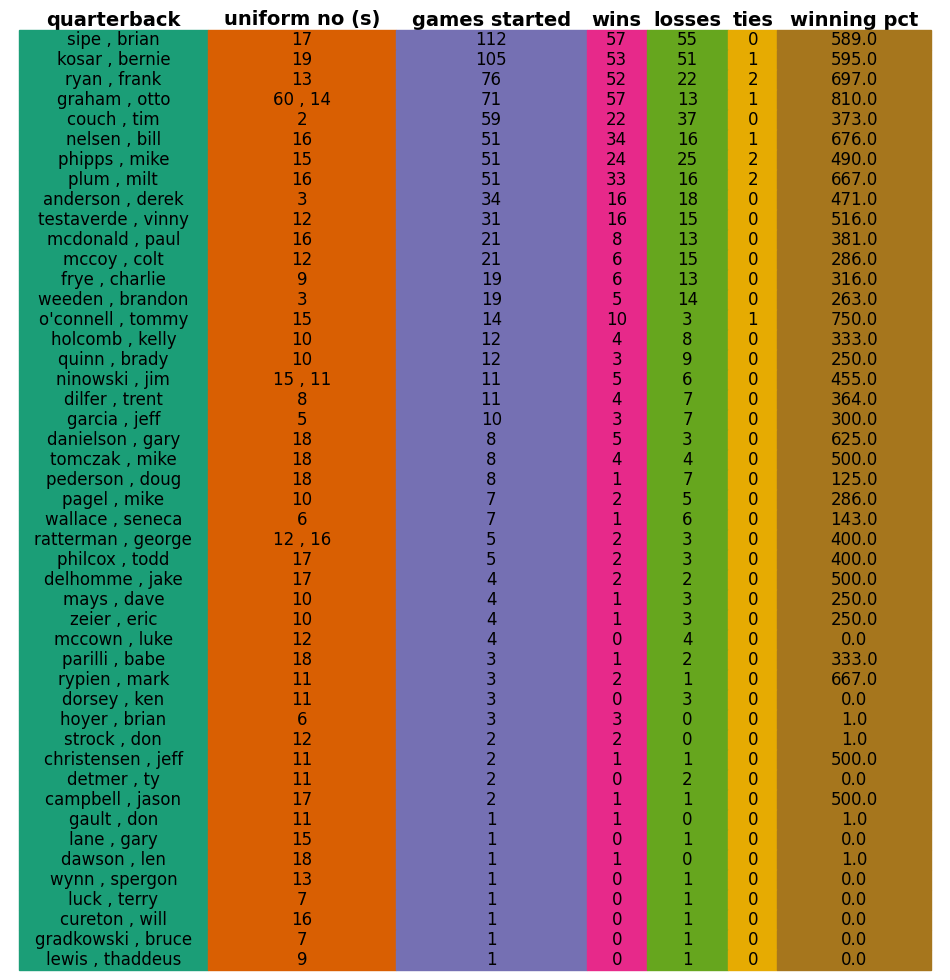 quarterback uniform no (s) games started wins losses ties winning pct
sipe , brian 17 112 57 55 0 589.0
kosar , bernie 19 105 53 51 1 595.0
ryan , frank 13 76 52 22 2 697.0
graham , otto 60 , 14 71 57 13 1 810.0
couch , tim 2 59 22 37 0 373.0
nelsen , bill 16 51 34 16 1 676.0
phipps , mike 15 51 24 25 2 490.0
plum , milt 16 51 33 16 2 667.0
anderson , derek 3 34 16 18 0 471.0
testaverde , vinny 12 31 16 15 0 516.0
mcdonald , paul 16 21 8 13 0 381.0
mccoy , colt 12 21 6 15 0 286.0
frye , charlie 9 19 6 13 0 316.0
weeden , brandon 3 19 5 14 0 263.0
o'connell , tommy 15 14 10 3 1 750.0
holcomb , kelly 10 12 4 8 0 333.0
quinn , brady 10 12 3 9 0 250.0
ninowski , jim 15 , 11 11 5 6 0 455.0
dilfer , trent 8 11 4 7 0 364.0
garcia , jeff 5 10 3 7 0 300.0
danielson , gary 18 8 5 3 0 625.0
tomczak , mike 18 8 4 4 0 500.0
pederson , doug 18 8 1 7 0 125.0
pagel , mike 10 7 2 5 0 286.0
wallace , seneca 6 7 1 6 0 143.0
ratterman , george 12 , 16 5 2 3 0 400.0
philcox , todd 17 5 2 3 0 400.0
delhomme , jake 17 4 2 2 0 500.0
mays , dave 10 4 1 3 0 250.0
zeier , eric 10 4 1 3 0 250.0
mccown , luke 12 4 0 4 0 0.0
parilli , babe 18 3 1 2 0 333.0
rypien , mark 11 3 2 1 0 667.0
dorsey , ken 11 3 0 3 0 0.0
hoyer , brian 6 3 3 0 0 1.0
strock , don 12 2 2 0 0 1.0
christensen , jeff 11 2 1 1 0 500.0
detmer , ty 11 2 0 2 0 0.0
campbell , jason 17 2 1 1 0 500.0
gault , don 11 1 1 0 0 1.0
lane , gary 15 1 0 1 0 0.0
dawson , len 18 1 1 0 0 1.0
wynn , spergon 13 1 0 1 0 0.0
luck , terry 7 1 0 1 0 0.0
cureton , will 16 1 0 1 0 0.0
gradkowski , bruce 7 1 0 1 0 0.0
lewis , thaddeus 9 1 0 1 0 0.0